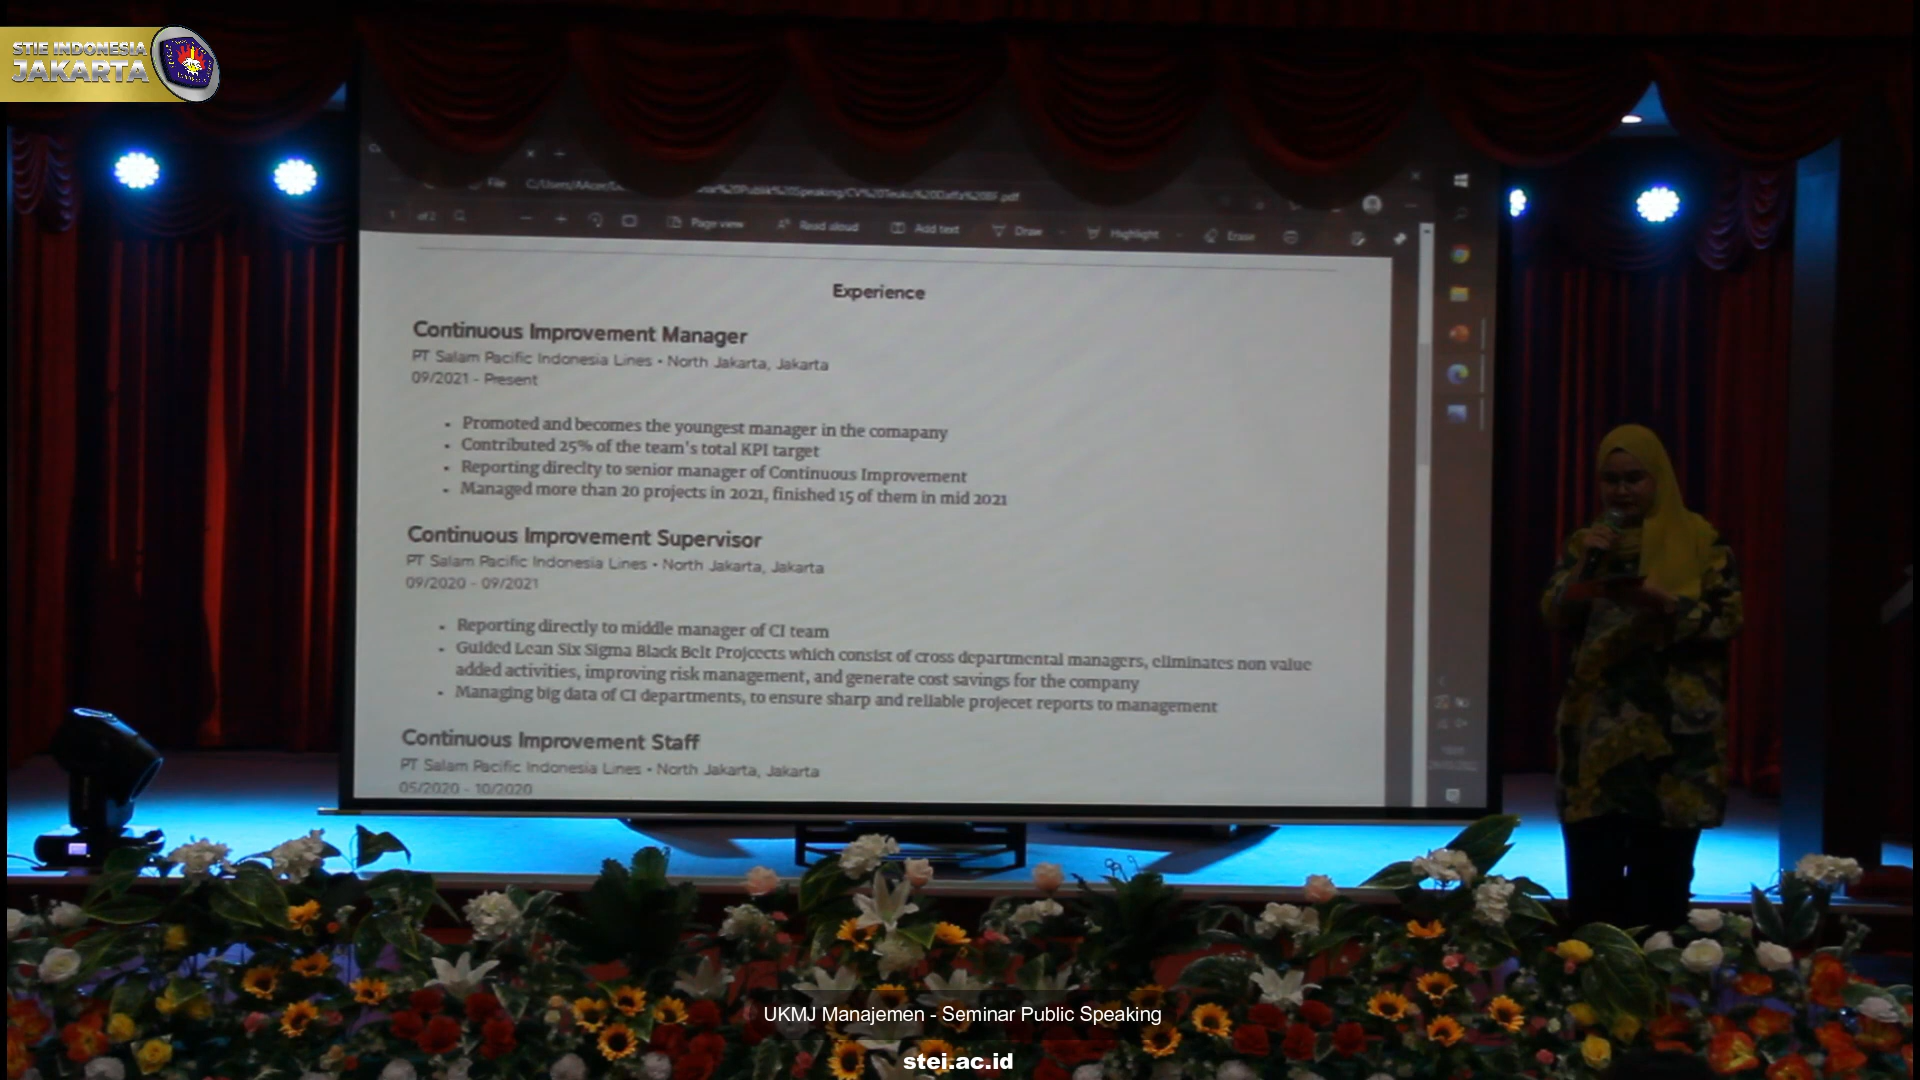 STIE INDONESIA
JAKARTA
File
Page view
Read aloud
Add text
Draw
Highlight
Erase
Experience
Continuous Improvement Manager
PT Salam Pacific Indonesia Lines • North Jakarta, Jakarta
09/2021 - Present
• Promoted and becomes the youngest manager in the comapany
• Contributed 25% of the team's total KPI target
• Reporting direclty to senior manager of Continuous Improvement
• Managed more than 20 projects in 2021, finished 15 of them in mid 2021
Continuous Improvement Supervisor
PT Salam Pacific Indonesia Lines • North Jakarta, Jakarta
09/2020 - 09/2021
• Reporting directly to middle manager of CI team
• Guided Lean Six Sigma Black Belt Projcects which consist of cross departmental managers, eliminates non value
added activities, improving risk management, and generate cost savings for the company
• Managing big data of CI departments, to ensure sharp and reliable projecet reports to management
Continuous Improvement Staff
PT Salam Pacific Indonesia Lines • North Jakarta, Jakarta
05/2020 - 10/2020
UKMJ Manajemen - Seminar Public Speaking
stei.ac.id